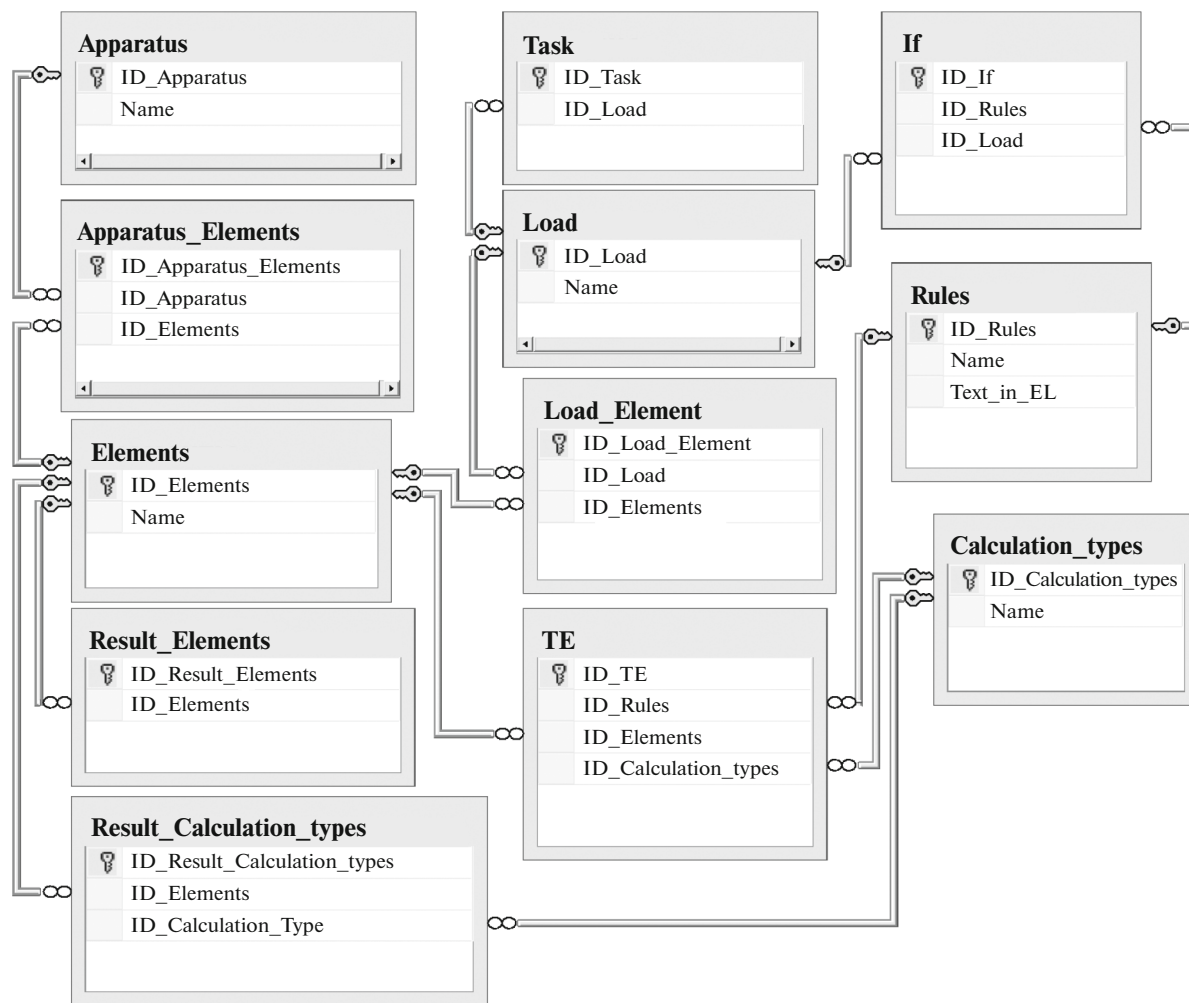 Apparatus
ID_Apparatus
Name
Apparatus_Elements
ID_Apparatus_Elements
ID_Apparatus
ID_Elements
Elements
ID_Elements
Name
Result_Elements
ID_Result_Elements
ID_Elements
Result_Calculation_types
ID_Result_Calculation_types
ID_Elements
ID_Calculation_Type
Task
ID_Task
ID_Load
Load
ID_Load
Name
Load_Element
ID_Load_Element
ID_Load
ID_Elements
TE
ID_TE
ID_Rules
ID_Elements
ID_Calculation_types
If
ID_If
ID_Rules
ID_Load
Rules
ID_Rules
Name
Text_in_EL
Calculation_types
ID_Calculation_types
Name